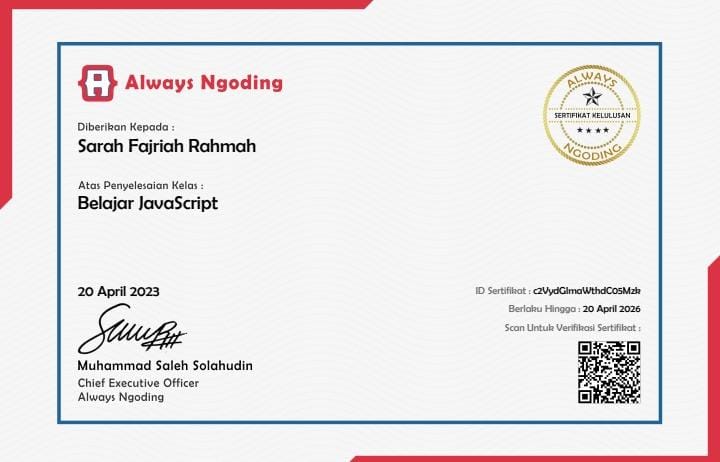 Always Ngoding
ALWAYS
SERTIFIKAT KELULUSAN
NGODING
Diberikan Kepada :
Sarah Fajriah Rahmah
Atas Penyelesaian Kelas :
Belajar JavaScript
20 April 2023
Muhammad Saleh Solahudin
Chief Executive Officer
Always Ngoding
ID Sertifikat : c2VydGlmaWthdC05Mzk
Berlaku Hingga : 20 April 2026
Scan Untuk Verifikasi Sertifikat :